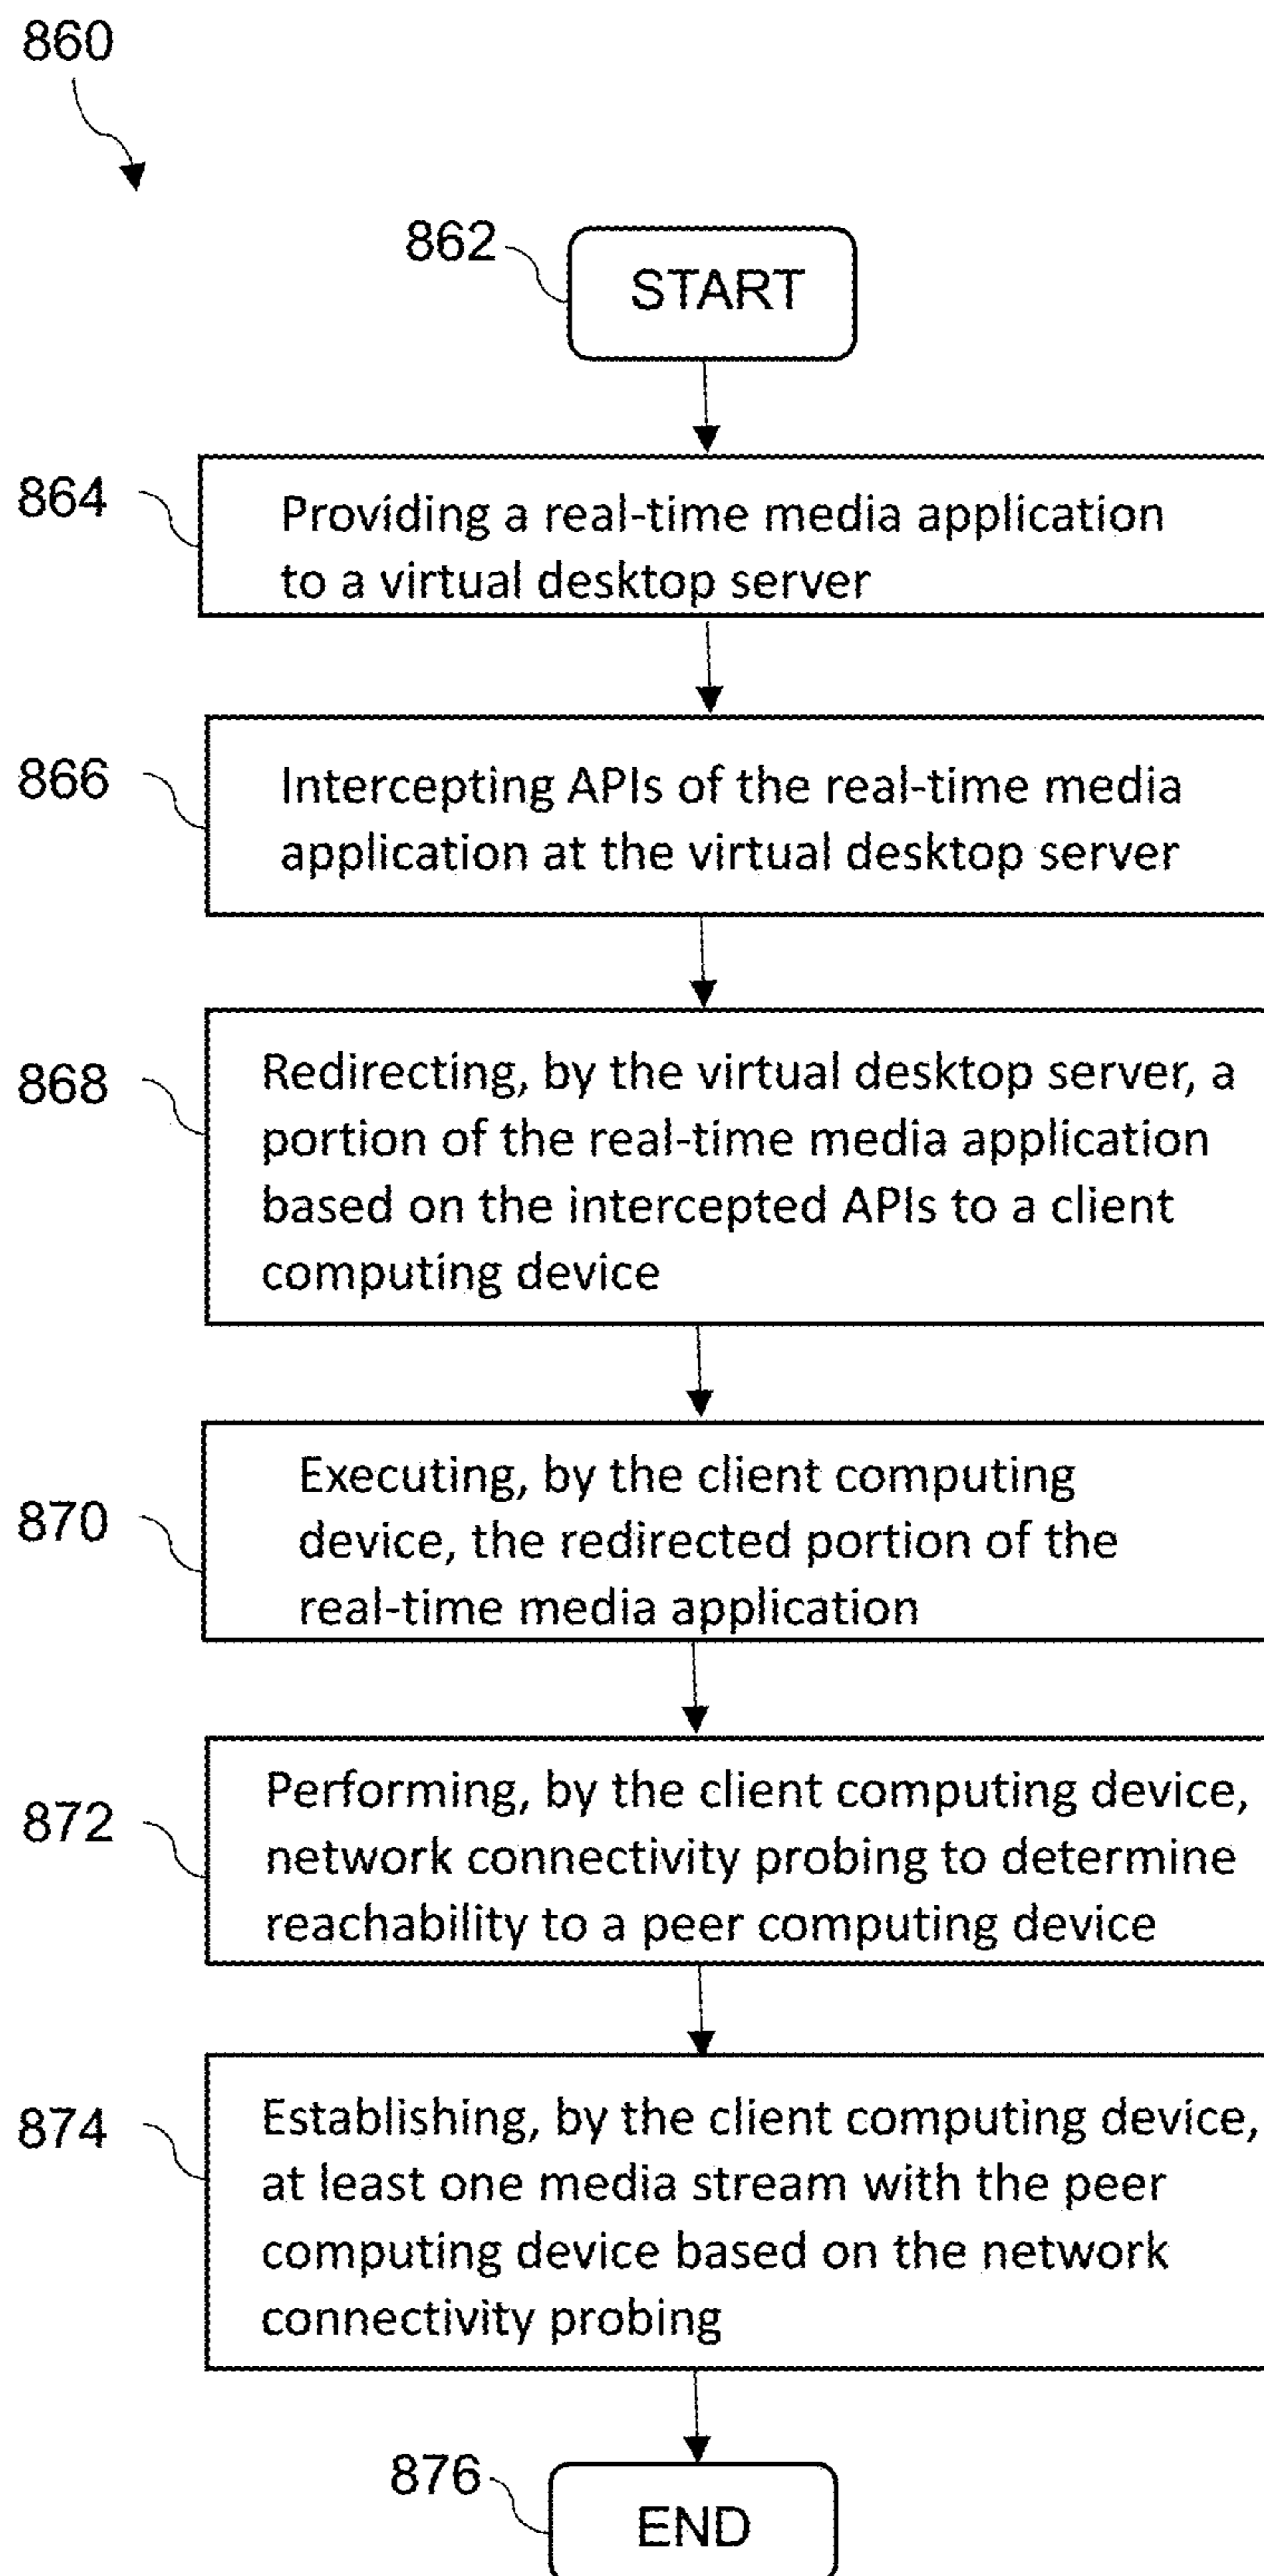 860
862
START
864
Providing a real-time media application
to a virtual desktop server
866
Intercepting APIs of the real-time media
application at the virtual desktop server
868
Redirecting, by the virtual desktop server, a
portion of the real-time media application
based on the intercepted APIs to a client
computing device
870
Executing, by the client computing
device, the redirected portion of the
real-time media application
872
Performing, by the client computing device,
network connectivity probing to determine
reachability to a peer computing device
874
Establishing, by the client computing device,
at least one media stream with the peer
computing device based on the network
connectivity probing
876
END